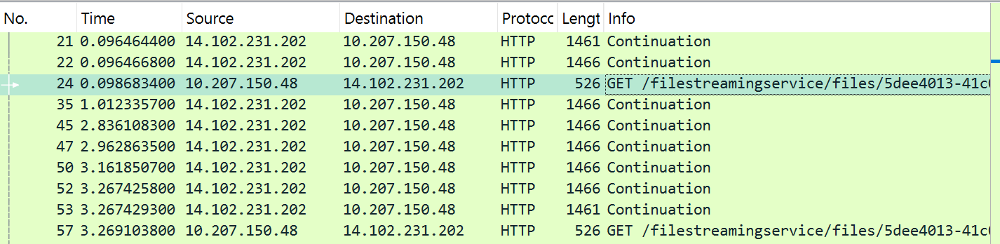 No. Time Source Destination Protocc Lengt Info
21 0.096464400 14.102.231.202 10.207.150.48 HTTP 1461 Continuation
22 0.096466800 14.102.231.202 10.207.150.48 HTTP 1466 Continuation
24 0.098683400 10.207.150.48 14.102.231.202 HTTP 526 GET /filestreamingservice/files/5dee4013-41c
35 1.012335700 14.102.231.202 10.207.150.48 HTTP 1466 Continuation
45 2.836108300 14.102.231.202 10.207.150.48 HTTP 1466 Continuation
47 2.962863500 14.102.231.202 10.207.150.48 HTTP 1466 Continuation
50 3.161850700 14.102.231.202 10.207.150.48 HTTP 1466 Continuation
52 3.267425800 14.102.231.202 10.207.150.48 HTTP 1466 Continuation
53 3.267429300 14.102.231.202 10.207.150.48 HTTP 1461 Continuation
57 3.269103800 10.207.150.48 14.102.231.202 HTTP 526 GET /filestreamingservice/files/5dee4013-41c